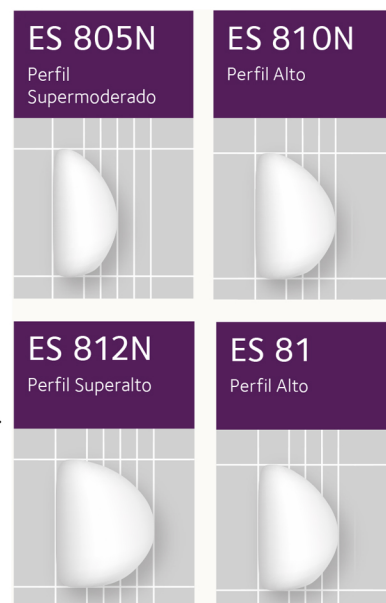 ES 805N
Perfil
Supermoderado
ES 810N
Perfil Alto
ES 812N
Perfil Superalto
ES 81
Perfil Alto